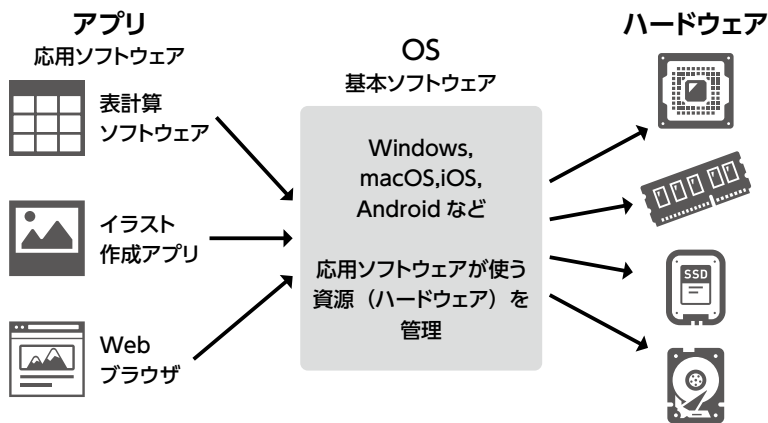 アプリ
応用ソフトウェア
表計算
ソフトウェア
イラスト
作成アプリ
Web
ブラウザ
OS
基本ソフトウェア
Windows,
macOS,iOS,
Android など
応用ソフトウェアが使う
資源（ハードウェア）を
管理
ハードウェア
SSD